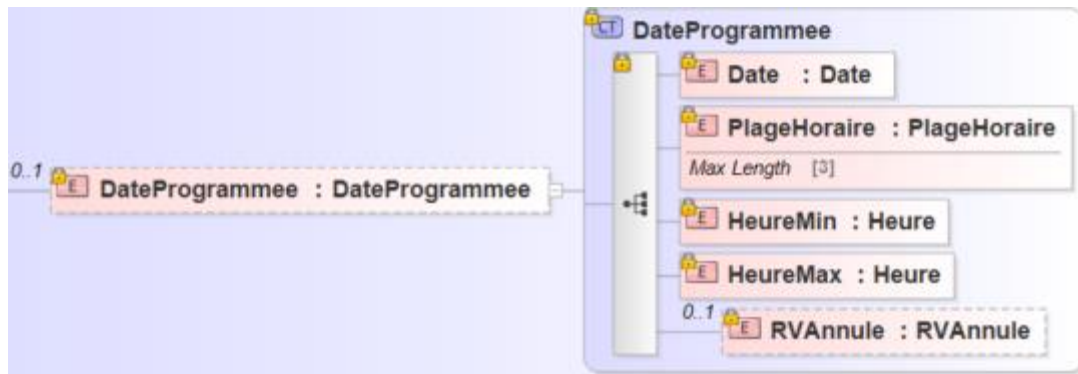 CT DateProgrammee
E Date : Date
E PlageHoraire : PlageHoraire
Max Length [3]
0..1 E DateProgrammee : DateProgrammee
E HeureMin : Heure
E HeureMax : Heure
0..1 E RVAnnule : RVAnnule